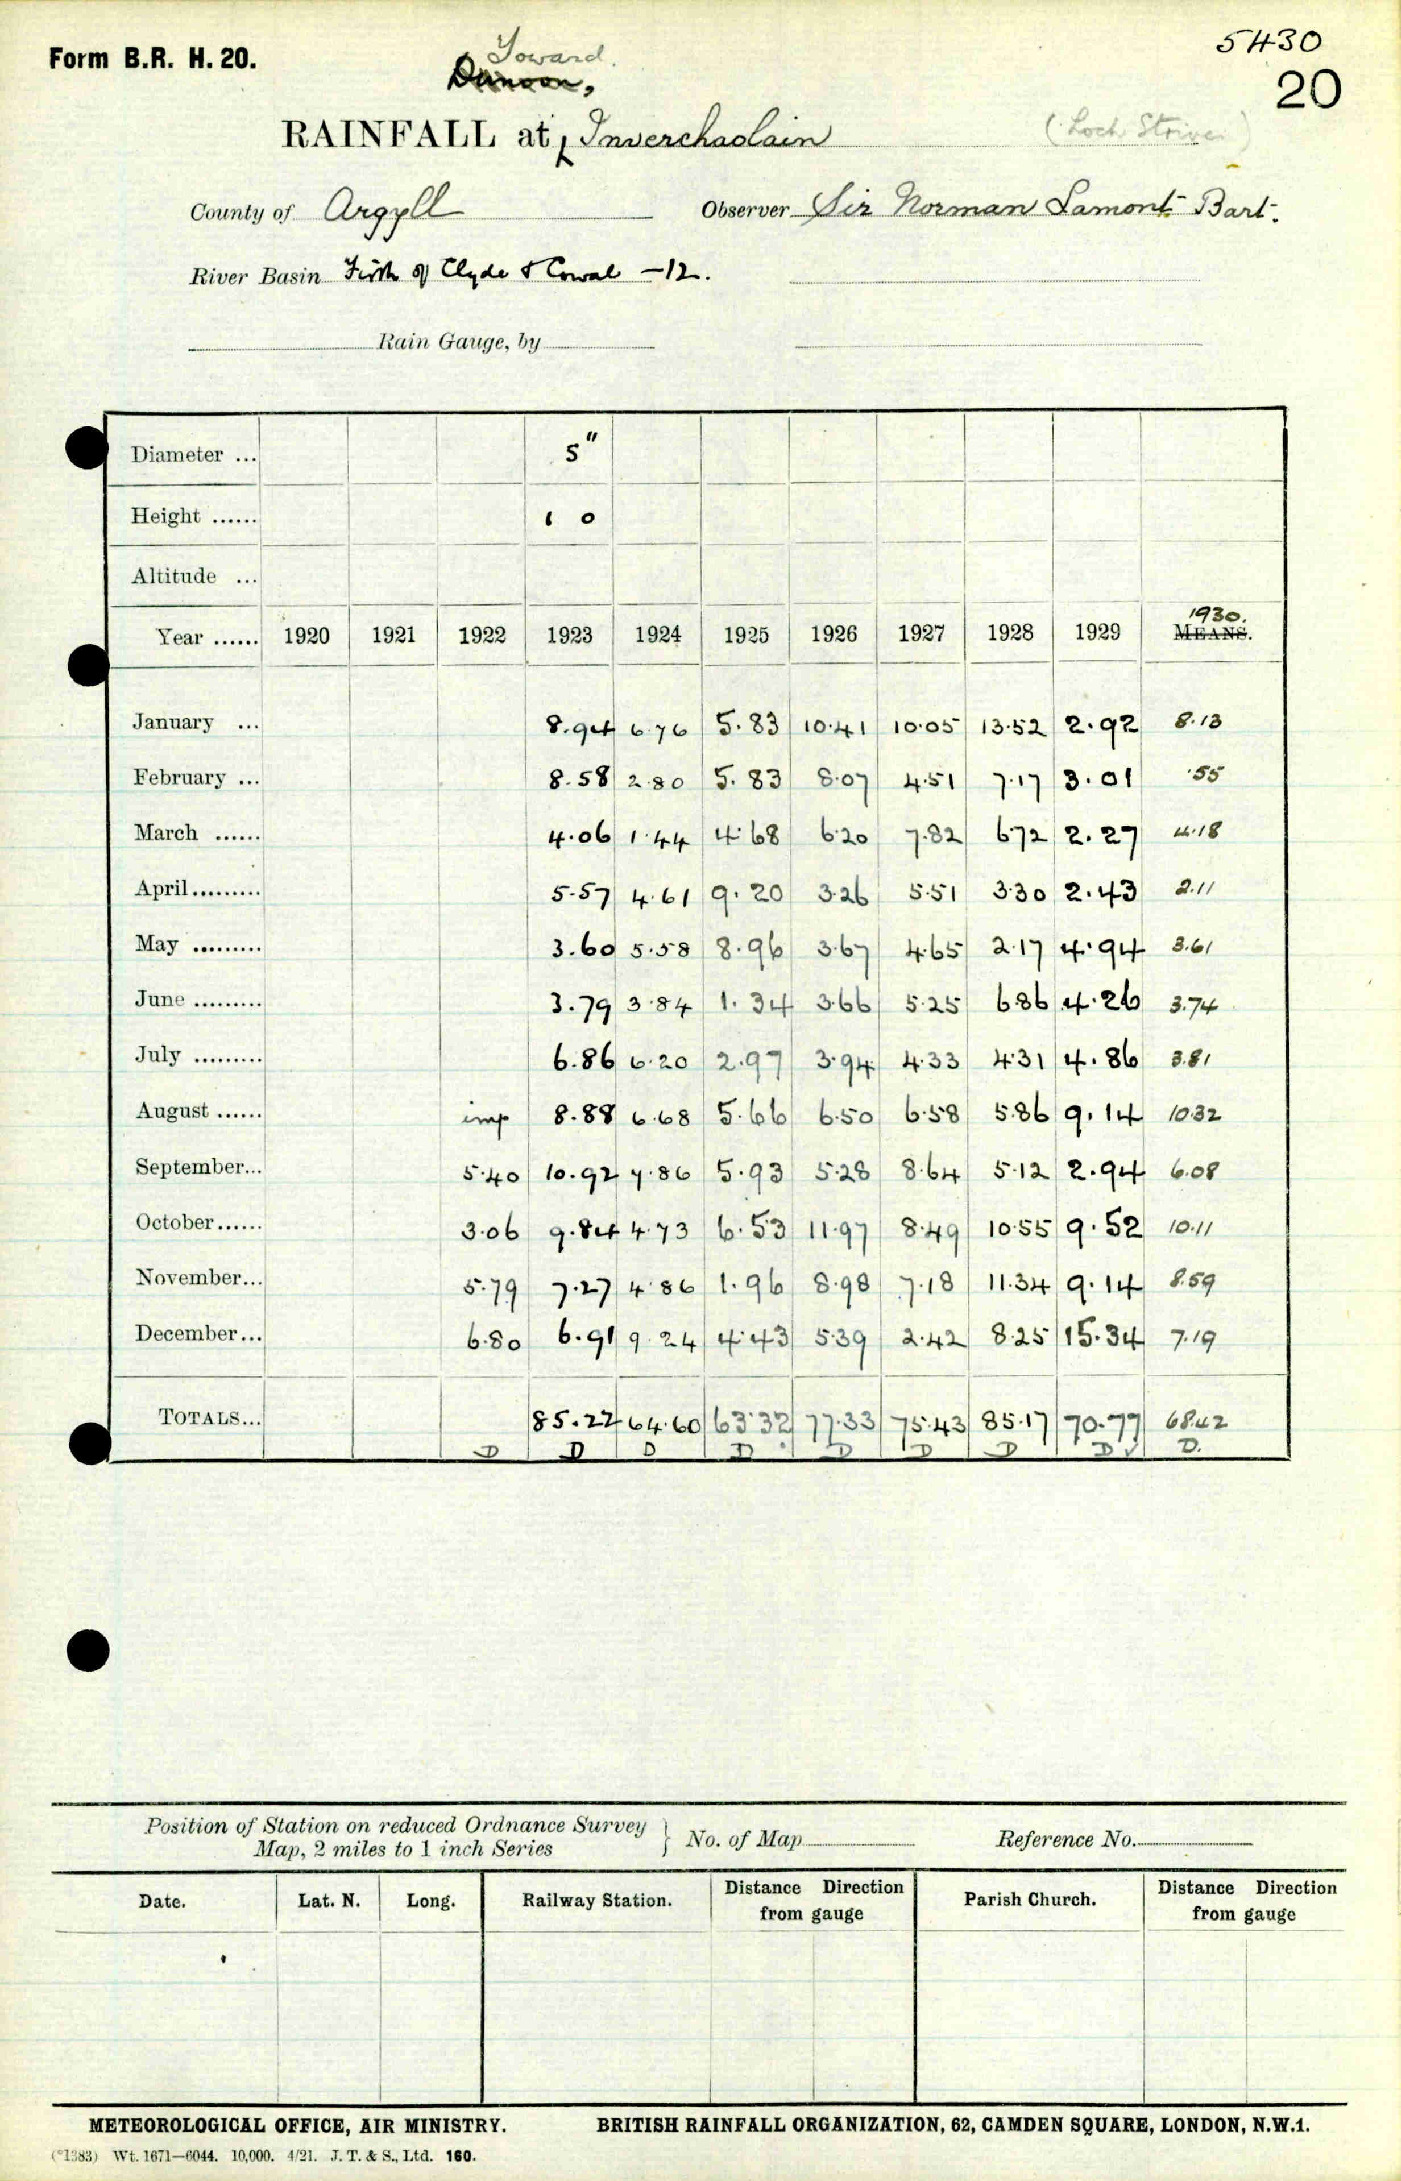 Form B.R. H. 20.
5430
20
Toward.
Dunoon,
RAINFALL at Inverchaolain (Loch Striven)
County of Argyll Observer Sir Norman Lamont Bart.
River Basin Firth of Clyde & Cowal -12.
Rain Gauge, by
Diameter ... 5"
Height ...... 1 0
Altitude ...
1930.
Year ...... 1920 1921 1922 1923 1924 1925 1926 1927 1928 1929 MEANS.
January ... 8.94 6.76 5.83 10.41 10.05 13.52 2.92 8.13
February ... 8.58 2.80 5.83 8.07 4.51 7.17 3.01 .55
March ...... 4.06 1.44 4.68 6.20 7.82 6.72 2.27 4.18
April......... 5.57 4.61 9.20 3.26 5.51 3.30 2.43 2.11
May ......... 3.60 5.58 8.96 3.67 4.65 2.17 4.94 3.61
June ......... 3.79 3.84 1.34 3.66 5.25 6.86 4.26 3.74
July ......... 6.86 6.20 2.97 3.94 4.33 4.31 4.86 3.81
August ...... imp 8.88 6.68 5.66 6.50 6.58 5.86 9.14 10.32
September... 5.40 10.92 7.86 5.93 5.28 8.64 5.12 2.94 6.08
October...... 3.06 9.84 4.73 6.53 11.97 8.49 10.55 9.52 10.11
November... 5.79 7.27 4.86 1.96 8.98 7.18 11.34 9.14 8.59
December... 6.80 6.91 9.24 4.43 5.39 2.42 8.25 15.34 7.19
TOTALS... 85.22 64.60 63.32 77.33 75.43 85.17 70.77 68.42
D D D D D D D D ✓ D.
Position of Station on reduced Ordnance Survey
Map, 2 miles to 1 inch Series } No. of Map Reference No.
Date. Lat. N. Long. Railway Station. Distance Direction from gauge Parish Church. Distance Direction from gauge
METEOROLOGICAL OFFICE, AIR MINISTRY. BRITISH RAINFALL ORGANIZATION, 62, CAMDEN SQUARE, LONDON, N.W.1.
(*1383) Wt. 1671—6044. 10,000. 4/21. J. T. & S., Ltd. 160.